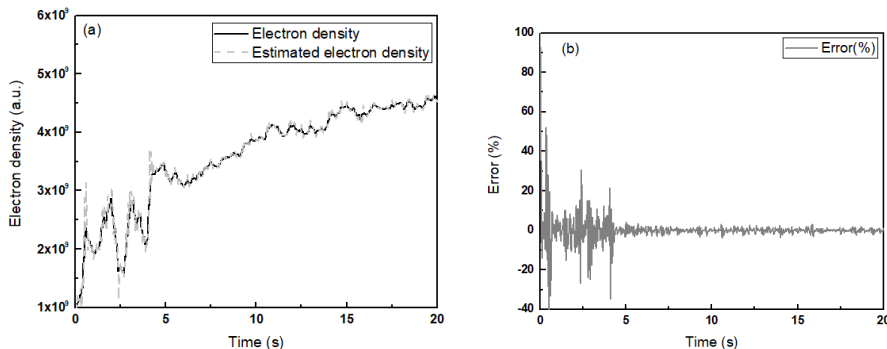 (a)
Electron density
Estimated electron density
6x10⁹
5x10⁹
4x10⁹
3x10⁹
2x10⁹
1x10⁹
Electron density (a.u.)
0 5 10 15 20
Time (s)
(b)
Error(%)
100
80
60
40
20
0
-20
-40
Error (%)
0 5 10 15 20
Time (s)